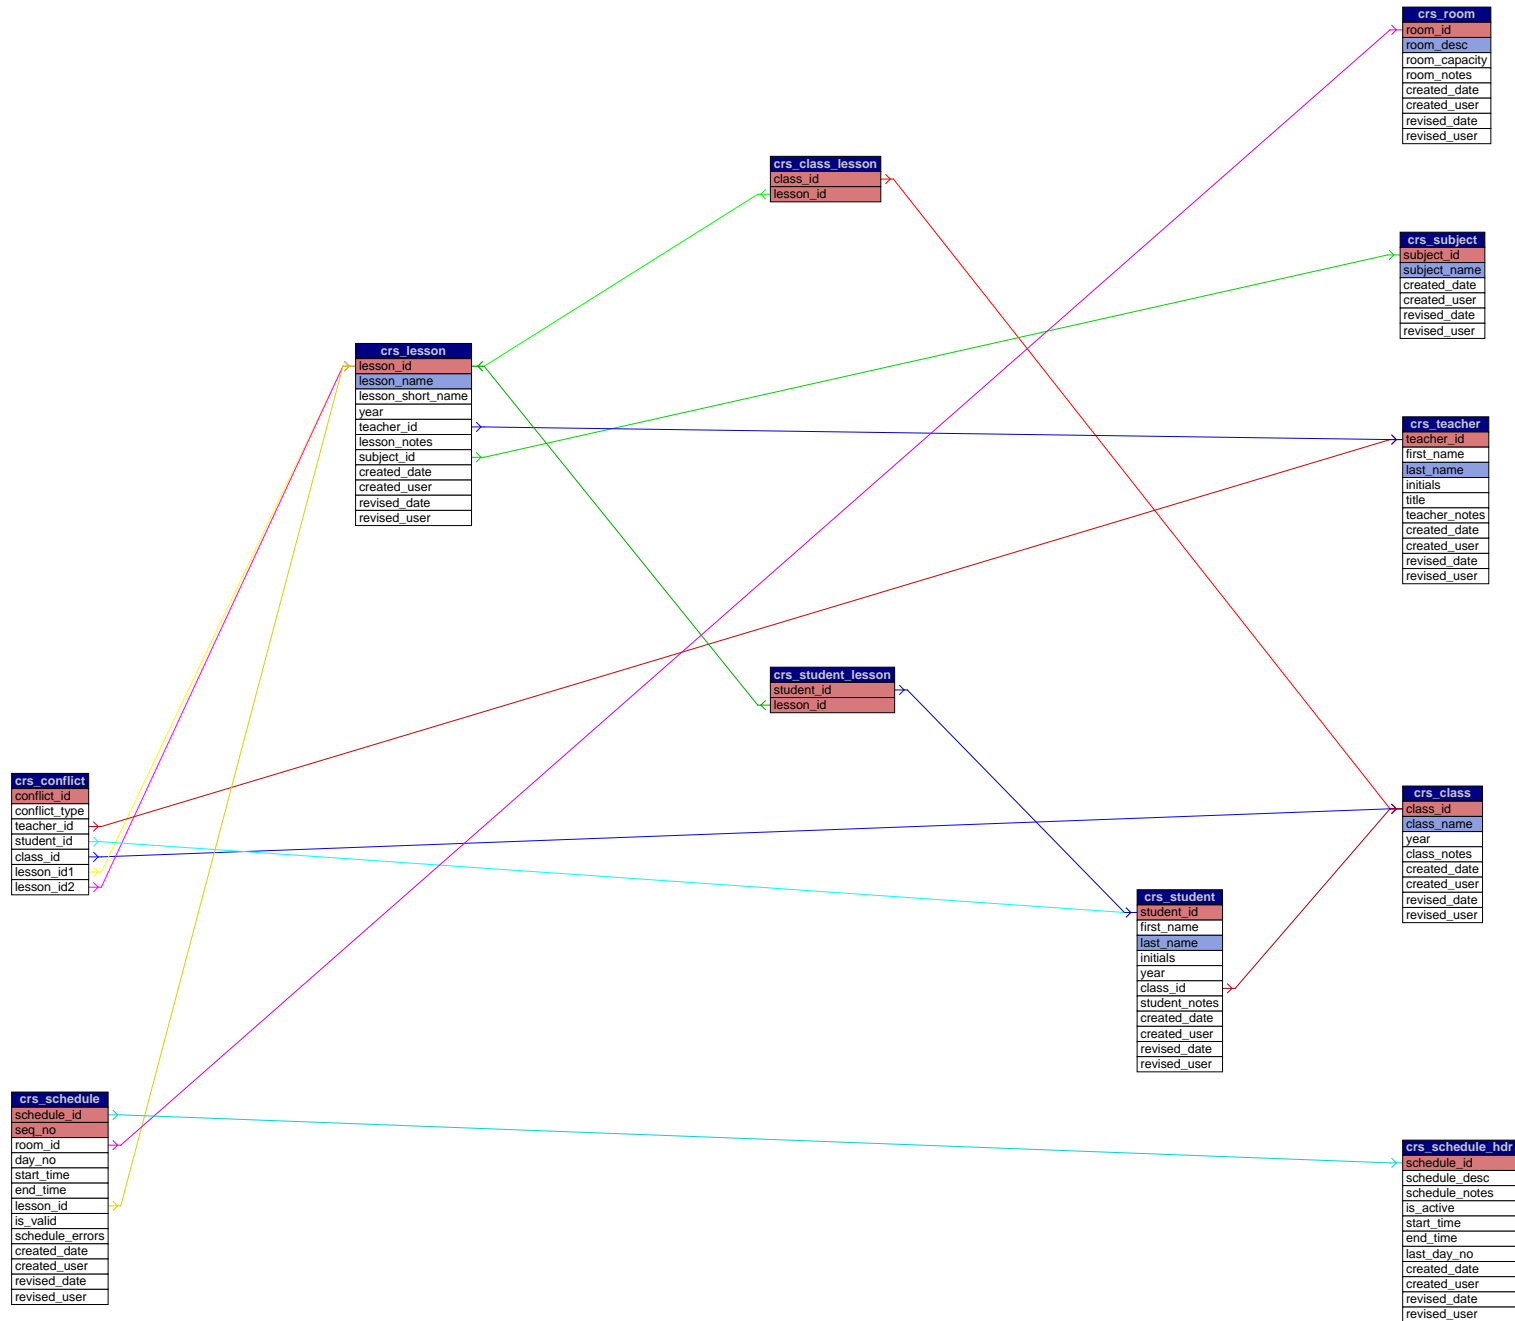 crs_room
room_id
room_desc
room_capacity
room_notes
created_date
created_user
revised_date
revised_user
crs_class_lesson
class_id
lesson_id
crs_subject
subject_id
subject_name
created_date
created_user
revised_date
revised_user
crs_lesson
lesson_id
lesson_name
lesson_short_name
year
teacher_id
lesson_notes
subject_id
created_date
created_user
revised_date
revised_user
crs_teacher
teacher_id
first_name
last_name
initials
title
teacher_notes
created_date
created_user
revised_date
revised_user
crs_student_lesson
student_id
lesson_id
crs_conflict
conflict_id
conflict_type
teacher_id
student_id
class_id
lesson_id1
lesson_id2
crs_class
class_id
class_name
year
class_notes
created_date
created_user
revised_date
revised_user
crs_student
student_id
first_name
last_name
initials
year
class_id
student_notes
created_date
created_user
revised_date
revised_user
crs_schedule
schedule_id
seq_no
room_id
day_no
start_time
end_time
lesson_id
is_valid
schedule_errors
created_date
created_user
revised_date
revised_user
crs_schedule_hdr
schedule_id
schedule_desc
schedule_notes
is_active
start_time
end_time
last_day_no
created_date
created_user
revised_date
revised_user